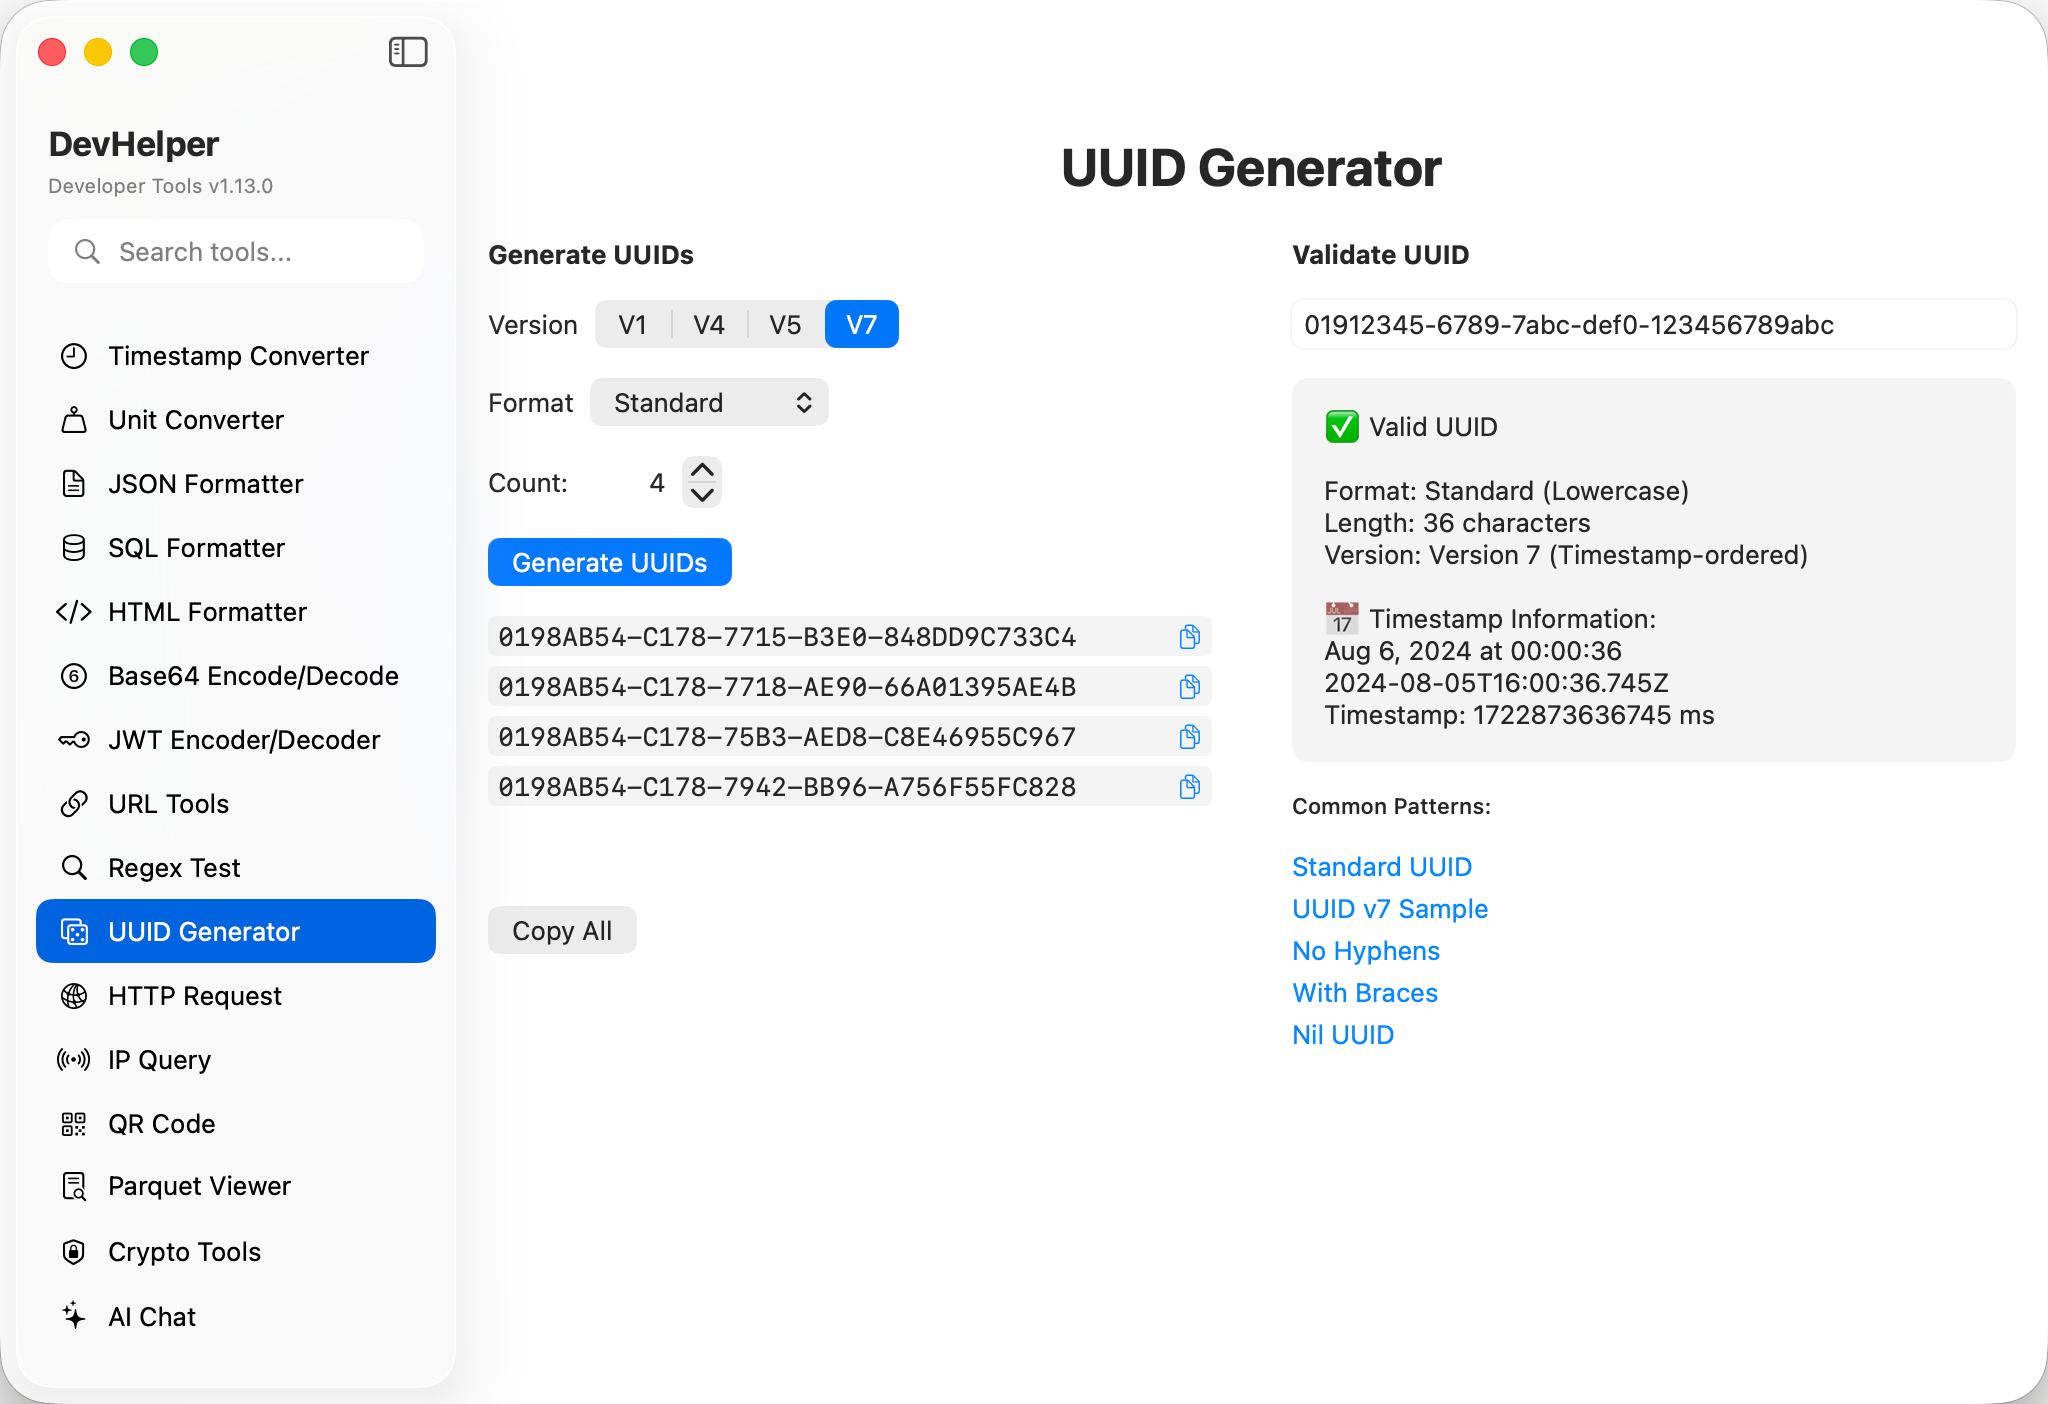 DevHelper
Developer Tools v1.13.0
Search tools...
Timestamp Converter
Unit Converter
JSON Formatter
SQL Formatter
HTML Formatter
Base64 Encode/Decode
JWT Encoder/Decoder
URL Tools
Regex Test
UUID Generator
HTTP Request
IP Query
QR Code
Parquet Viewer
Crypto Tools
AI Chat
UUID Generator
Generate UUIDs
Version V1 V4 V5 V7
Format Standard
Count: 4
Generate UUIDs
0198AB54-C178-7715-B3E0-848DD9C733C4
0198AB54-C178-7718-AE90-66A01395AE4B
0198AB54-C178-75B3-AED8-C8E46955C967
0198AB54-C178-7942-BB96-A756F55FC828
Copy All
Validate UUID
01912345-6789-7abc-def0-123456789abc
✅ Valid UUID
Format: Standard (Lowercase)
Length: 36 characters
Version: Version 7 (Timestamp-ordered)
📅 Timestamp Information:
Aug 6, 2024 at 00:00:36
2024-08-05T16:00:36.745Z
Timestamp: 1722873636745 ms
Common Patterns:
Standard UUID
UUID v7 Sample
No Hyphens
With Braces
Nil UUID